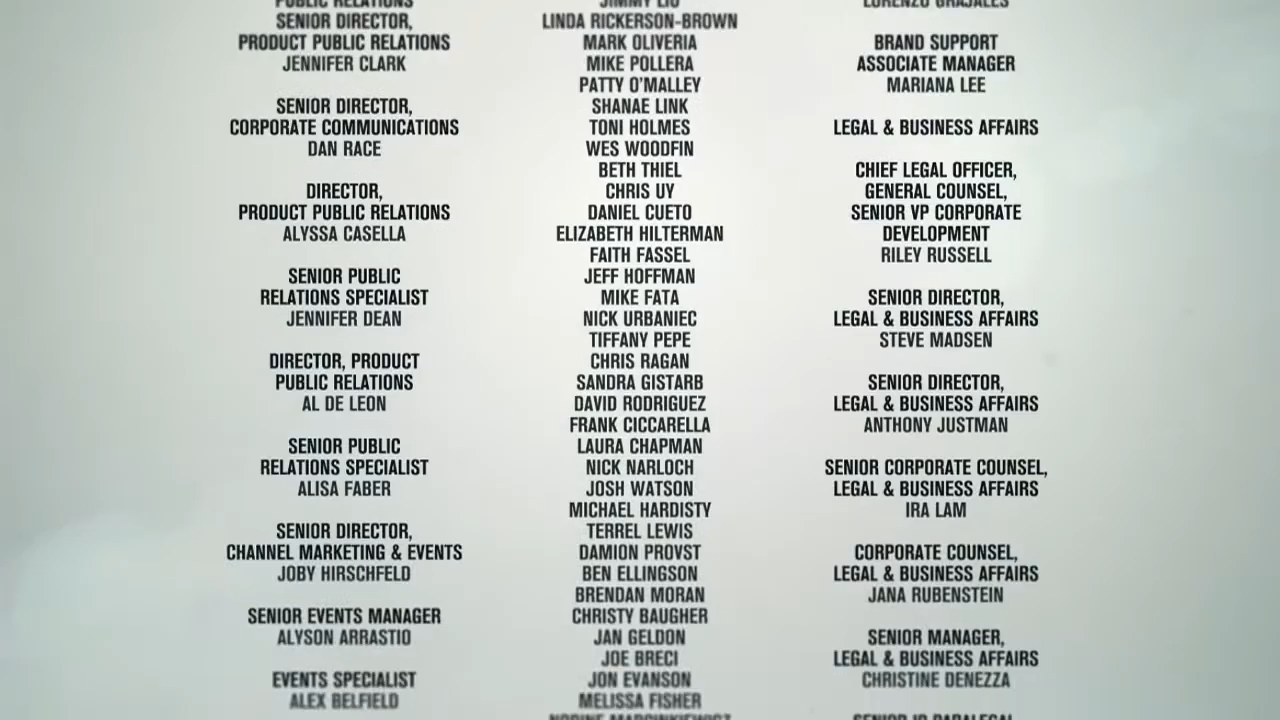 PUBLIC RELATIONS
SENIOR DIRECTOR,
PRODUCT PUBLIC RELATIONS
JENNIFER CLARK
SENIOR DIRECTOR,
CORPORATE COMMUNICATIONS
DAN RACE
DIRECTOR,
PRODUCT PUBLIC RELATIONS
ALYSSA CASELLA
SENIOR PUBLIC
RELATIONS SPECIALIST
JENNIFER DEAN
DIRECTOR, PRODUCT
PUBLIC RELATIONS
AL DE LEON
SENIOR PUBLIC
RELATIONS SPECIALIST
ALISA FABER
SENIOR DIRECTOR,
CHANNEL MARKETING & EVENTS
JOBY HIRSCHFELD
SENIOR EVENTS MANAGER
ALYSON ARRASTIO
EVENTS SPECIALIST
ALEX BELFIELD
JIMMY LIU
LINDA RICKERSON-BROWN
MARK OLIVERIA
MIKE POLLERA
PATTY O'MALLEY
SHANAE LINK
TONI HOLMES
WES WOODFIN
BETH THIEL
CHRIS UY
DANIEL CUETO
ELIZABETH HILTERMAN
FAITH FASSEL
JEFF HOFFMAN
MIKE FATA
NICK URBANIEC
TIFFANY PEPE
CHRIS RAGAN
SANDRA GISTARB
DAVID RODRIGUEZ
FRANK CICCARELLA
LAURA CHAPMAN
NICK NARLOCH
JOSH WATSON
MICHAEL HARDISTY
TERREL LEWIS
DAMION PROVST
BEN ELLINGSON
BRENDAN MORAN
CHRISTY BAUGHER
JAN GELDON
JOE BRECI
JON EVANSON
MELISSA FISHER
LORENZO GRAJALES
BRAND SUPPORT
ASSOCIATE MANAGER
MARIANA LEE
LEGAL & BUSINESS AFFAIRS
CHIEF LEGAL OFFICER,
GENERAL COUNSEL,
SENIOR VP CORPORATE
DEVELOPMENT
RILEY RUSSELL
SENIOR DIRECTOR,
LEGAL & BUSINESS AFFAIRS
STEVE MADSEN
SENIOR DIRECTOR,
LEGAL & BUSINESS AFFAIRS
ANTHONY JUSTMAN
SENIOR CORPORATE COUNSEL,
LEGAL & BUSINESS AFFAIRS
IRA LAM
CORPORATE COUNSEL,
LEGAL & BUSINESS AFFAIRS
JANA RUBENSTEIN
SENIOR MANAGER,
LEGAL & BUSINESS AFFAIRS
CHRISTINE DENEZZA